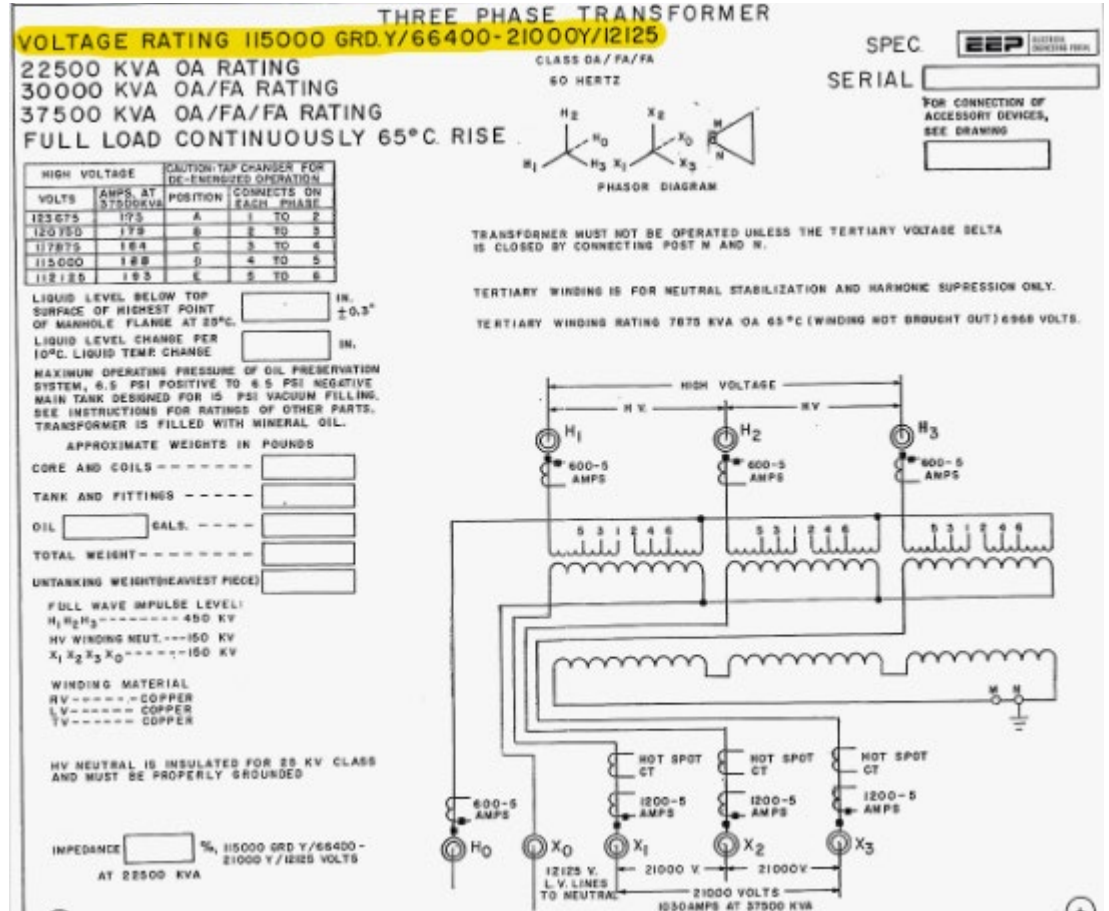 THREE PHASE TRANSFORMER
VOLTAGE RATING 115000 GRD.Y/66400-21000Y/12125
22500 KVA OA RATING
30000 KVA OA/FA RATING
37500 KVA OA/FA/FA RATING
FULL LOAD CONTINUOUSLY 65°C. RISE
CLASS OA/FA/FA
60 HERTZ
SPEC. EEP
SERIAL
FOR CONNECTION OF
ACCESSORY DEVICES,
SEE DRAWING
H2 X2 M
H0 X0 N
H1 H3 X1 X3
PHASOR DIAGRAM
HIGH VOLTAGE CAUTION: TAP CHANGER FOR
DE-ENERGIZED OPERATION
VOLTS AMPS. AT 37500KVA POSITION CONNECTS ON EACH PHASE
123675 175 A 1 TO 2
120750 179 B 2 TO 3
117875 184 C 3 TO 4
115000 188 D 4 TO 5
112125 193 E 5 TO 6
TRANSFORMER MUST NOT BE OPERATED UNLESS THE TERTIARY VOLTAGE DELTA
IS CLOSED BY CONNECTING POST M AND N.
TERTIARY WINDING IS FOR NEUTRAL STABILIZATION AND HARMONIC SUPRESSION ONLY.
TERTIARY WINDING RATING 7875 KVA OA 65°C (WINDING NOT BROUGHT OUT) 6968 VOLTS.
LIQUID LEVEL BELOW TOP
SURFACE OF HIGHEST POINT
OF MANHOLE FLANGE AT 25°C.
IN.
±0.3"
LIQUID LEVEL CHANGE PER
10°C. LIQUID TEMP. CHANGE
IN.
MAXIMUM OPERATING PRESSURE OF OIL PRESERVATION
SYSTEM, 6.5 PSI POSITIVE TO 6.5 PSI NEGATIVE
MAIN TANK DESIGNED FOR 15 PSI VACUUM FILLING.
SEE INSTRUCTIONS FOR RATINGS OF OTHER PARTS.
TRANSFORMER IS FILLED WITH MINERAL OIL.
APPROXIMATE WEIGHTS IN POUNDS
CORE AND COILS - - - - - - -
TANK AND FITTINGS - - - - -
OIL GALS. - - - -
TOTAL WEIGHT - - - - - - - -
UNTANKING WEIGHT(HEAVIEST PIECE)
FULL WAVE IMPULSE LEVEL:
H1 H2 H3 - - - - - - - - 450 KV
HV WINDING NEUT. - - - 150 KV
X1 X2 X3 X0 - - - - - - 150 KV
WINDING MATERIAL
HV - - - - - - COPPER
LV - - - - - - COPPER
TV - - - - - - COPPER
HV NEUTRAL IS INSULATED FOR 25 KV CLASS
AND MUST BE PROPERLY GROUNDED
IMPEDANCE %, 115000 GRD Y/66400-
21000 Y/12125 VOLTS
AT 22500 KVA
HIGH VOLTAGE
H V. HV
H1 H2 H3
600-5 AMPS 600-5 AMPS 600-5 AMPS
5 3 1 2 4 6 5 3 1 2 4 6 5 3 1 2 4 6
M N
HOT SPOT CT HOT SPOT CT HOT SPOT CT
600-5 AMPS 1200-5 AMPS 1200-5 AMPS 1200-5 AMPS
H0 X0 X1 X2 X3
12125 V.
L.V. LINES
TO NEUTRAL
21000 V. 21000V.
21000 VOLTS
1030AMPS AT 37500 KVA